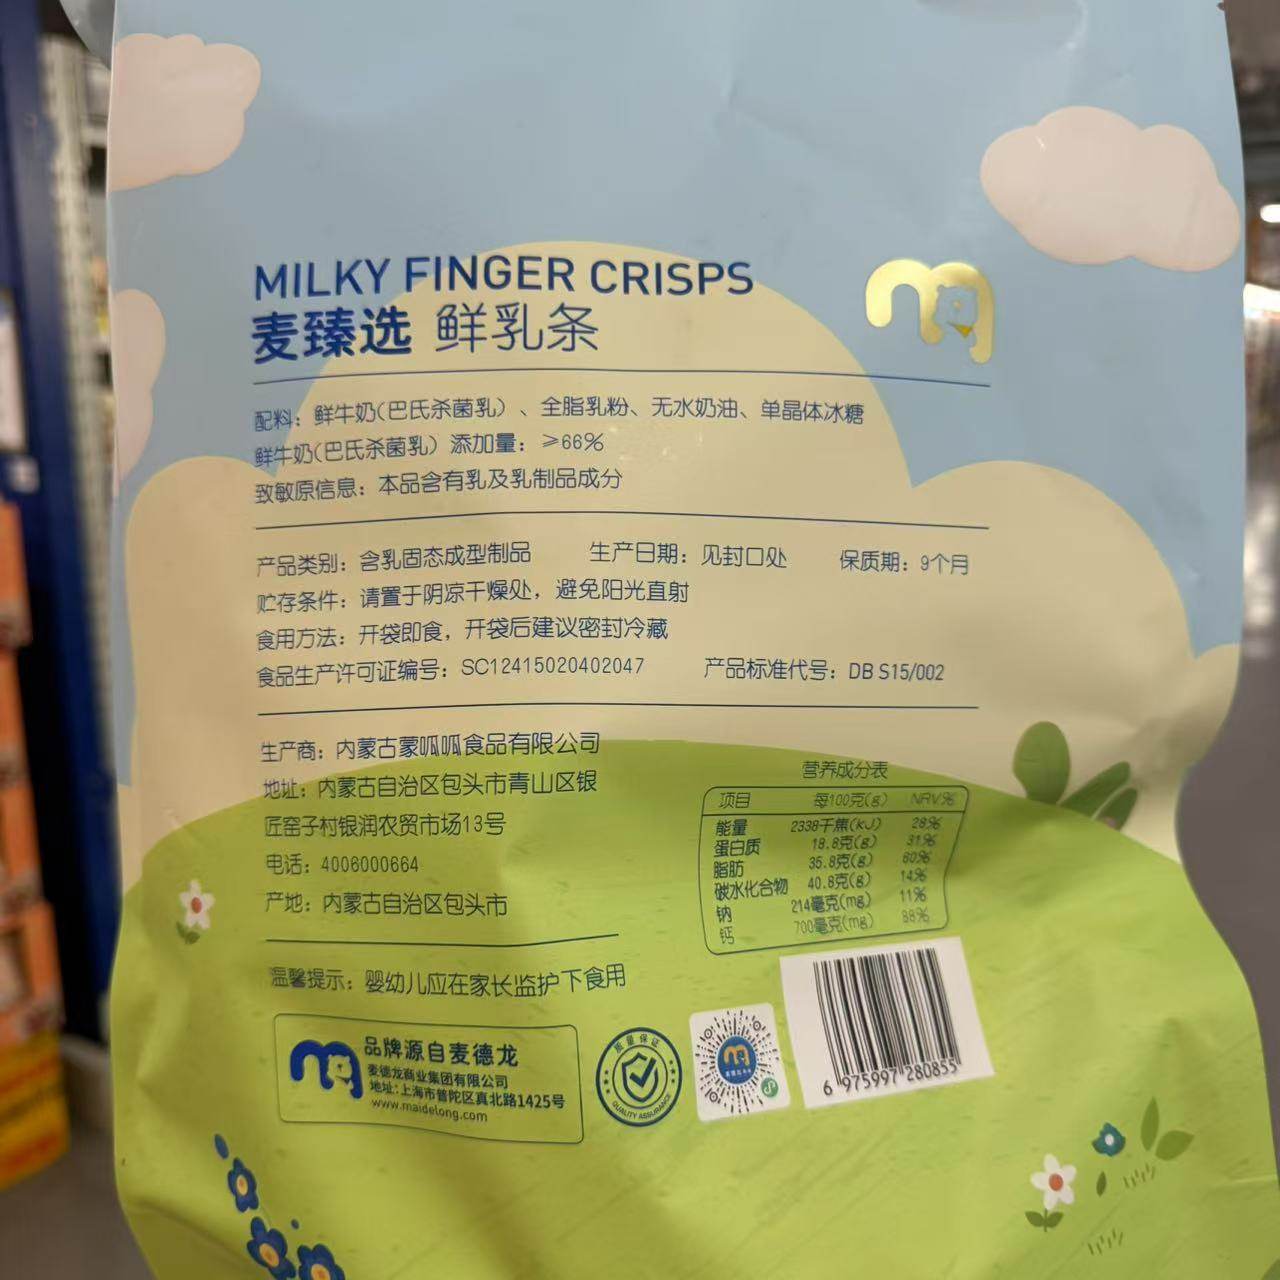 MILKY FINGER CRISPS
麦臻选 鲜乳条
配料：鲜牛奶(巴氏杀菌乳)、全脂乳粉、无水奶油、单晶体冰糖
鲜牛奶(巴氏杀菌乳) 添加量：≥66%
致敏原信息：本品含有乳及乳制品成分
产品类别：含乳固态成型制品 生产日期：见封口处 保质期：9个月
贮存条件：请置于阴凉干燥处，避免阳光直射
食用方法：开袋即食，开袋后建议密封冷藏
食品生产许可证编号：SC12415020402047 产品标准代号：DB S15/002
生产商：内蒙古蒙呱呱食品有限公司
地址：内蒙古自治区包头市青山区银
匠窑子村银润农贸市场13号
电话：4006000664
产地：内蒙古自治区包头市
温馨提示：婴幼儿应在家长监护下食用
营养成分表
项目 每100克(g) NRV%
能量 2338千焦(KJ) 28%
蛋白质 18.8克(g) 31%
脂肪 35.8克(g) 60%
碳水化合物 40.8克(g) 14%
钠 214毫克(mg) 11%
钙 700毫克(mg) 88%
品牌源自麦德龙
麦德龙商业集团有限公司
地址:上海市普陀区真北路1425号
www.maidelong.com
质量保证
QUALITY ASSURANCE
6 975997 280855